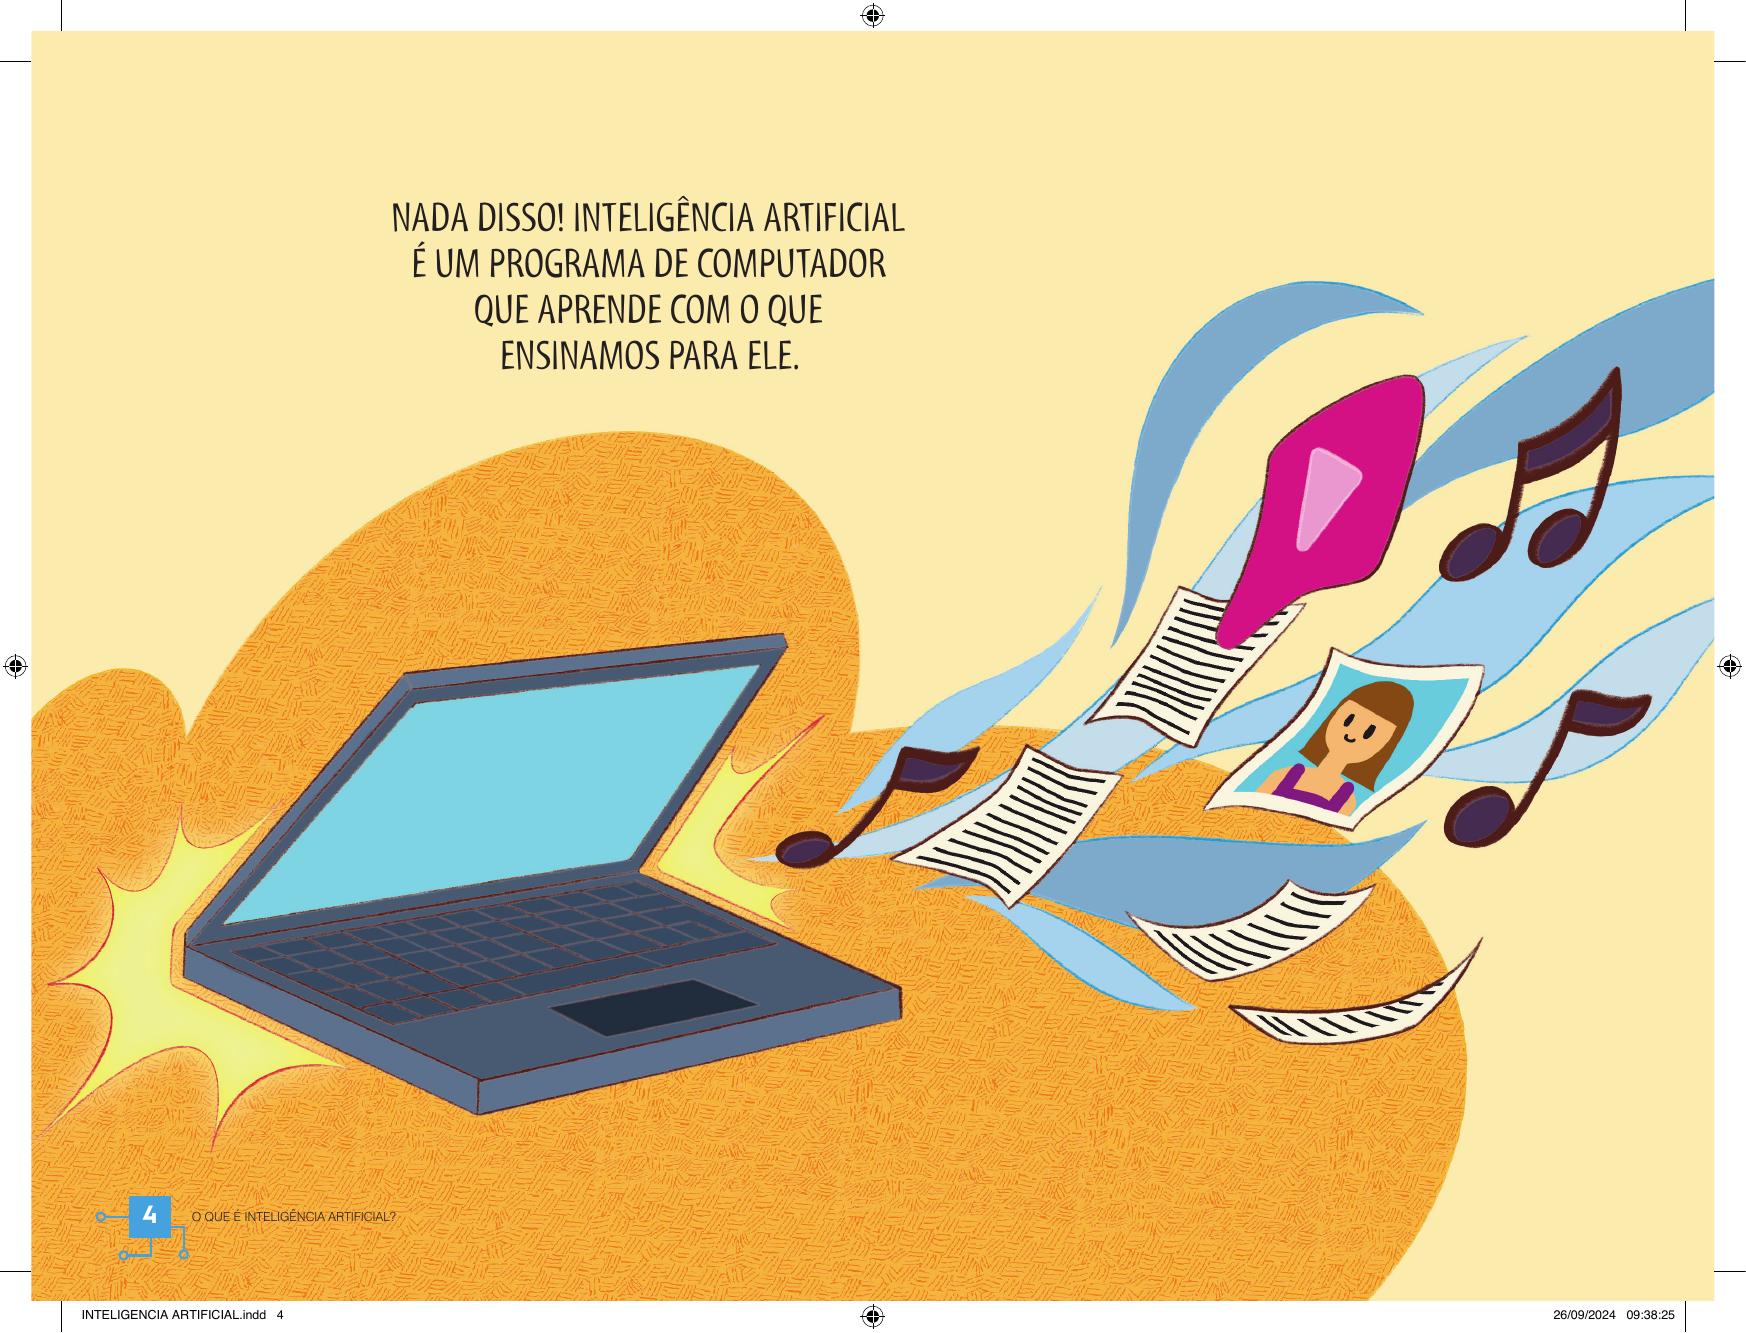 NADA DISSO! INTELIGÊNCIA ARTIFICIAL
É UM PROGRAMA DE COMPUTADOR
QUE APRENDE COM O QUE
ENSINAMOS PARA ELE.
4
O QUE É INTELIGÊNCIA ARTIFICIAL?
INTELIGENCIA ARTIFICIAL.indd 4
26/09/2024 09:38:25